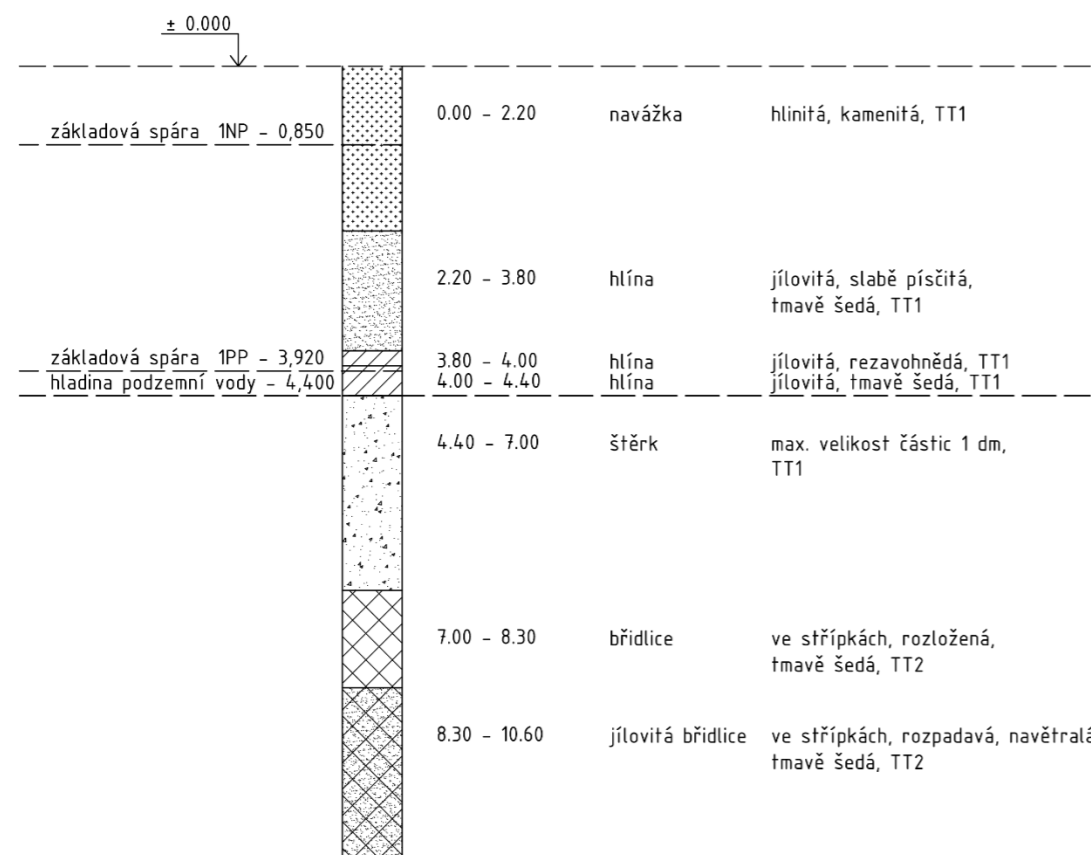 ± 0.000
0.00 - 2.20 navážka hlinitá, kamenitá, TT1
základová spára 1NP - 0,850
2.20 - 3.80 hlína jílovitá, slabě písčitá,
tmavě šedá, TT1
základová spára 1PP - 3,920 3.80 - 4.00 hlína jílovitá, rezavohnědá, TT1
hladina podzemní vody - 4,400 4.00 - 4.40 hlína jílovitá, tmavě šedá, TT1
4.40 - 7.00 štěrk max. velikost částic 1 dm,
TT1
7.00 - 8.30 břidlice ve střípkách, rozložená,
tmavě šedá, TT2
8.30 - 10.60 jílovitá břidlice ve střípkách, rozpadavá, navětralá
tmavě šedá, TT2